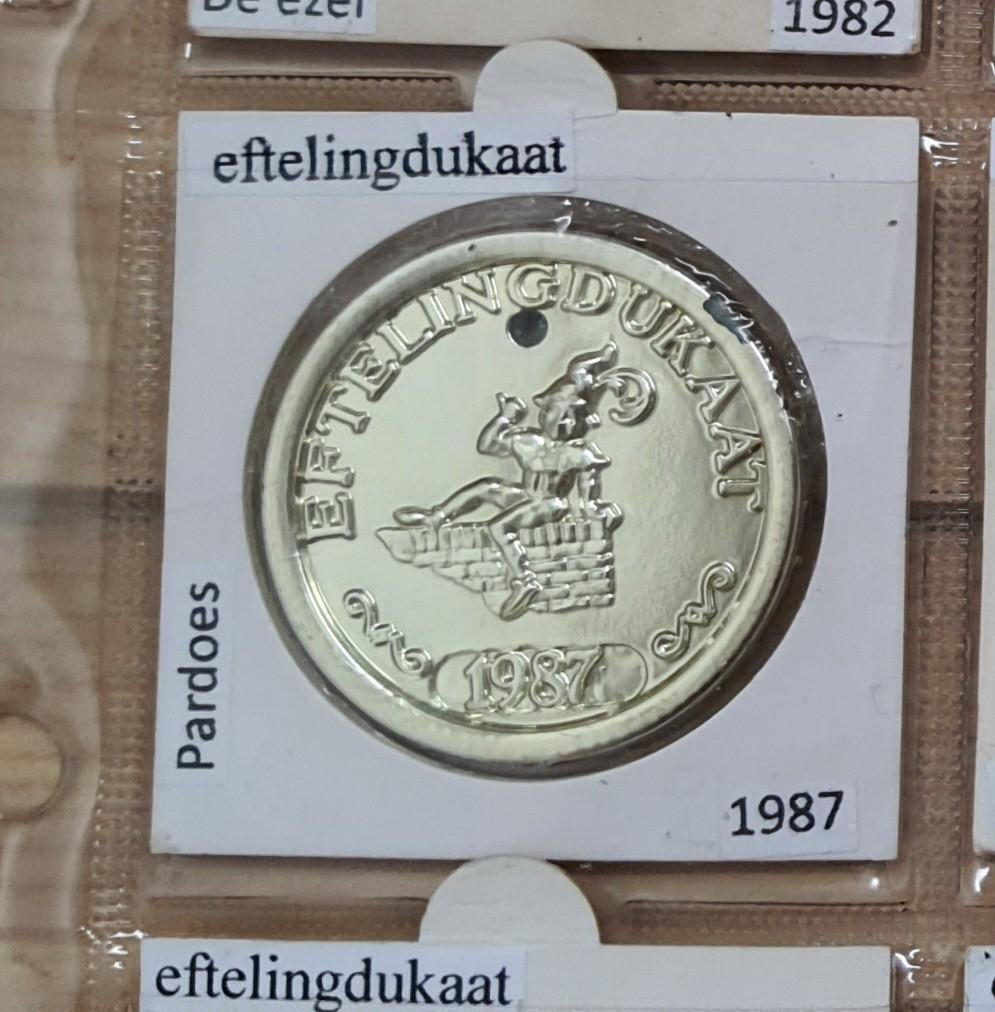 De ezel
1982
eftelingdukaat
EFTELINGDUKAAT
1987
Pardoes
1987
eftelingdukaat